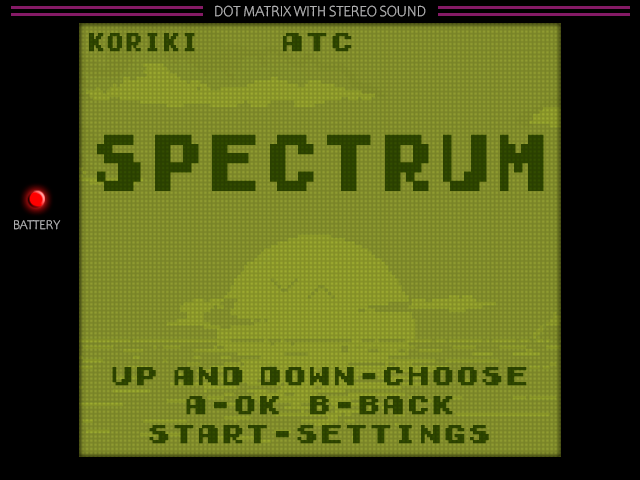 DOT MATRIX WITH STEREO SOUND
KORIKI ATC
SPECTRUM
BATTERY
UP AND DOWN-CHOOSE
A-OK B-BACK
START-SETTINGS